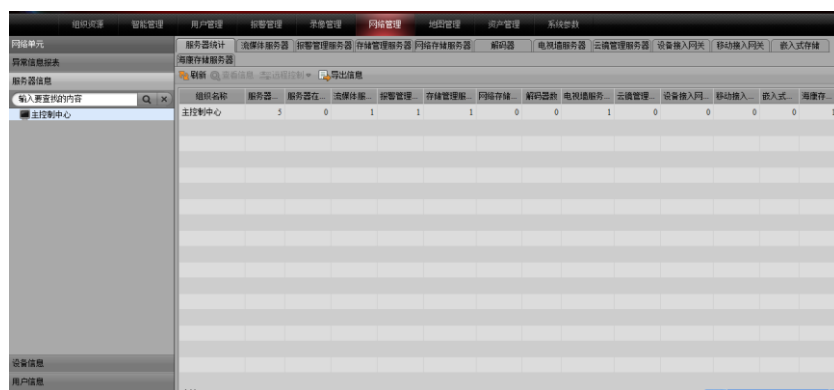 组织资源 智能管理 用户管理 报警管理 录像管理 网络管理 地图管理 资产管理 系统参数
网络单元
异常信息报表
服务器信息
输入要查找的内容
主控制中心
服务器统计 流媒体服务器 报警管理服务器 存储管理服务器 网络存储服务器 解码器 电视墙服务器 云镜管理服务器 设备接入网关 移动接入网关 嵌入式存储
海康存储服务器
刷新 查看信息 远程控制 导出信息
组织名称 服务器... 服务器在... 流媒体服... 报警管理... 存储管理服... 网络存储... 解码器数 电视墙服务... 云镜管理... 设备接入网... 移动接入... 嵌入式... 海康存...
主控制中心 5 0 1 1 1 0 0 1 0 0 0 0 1
设备信息
用户信息